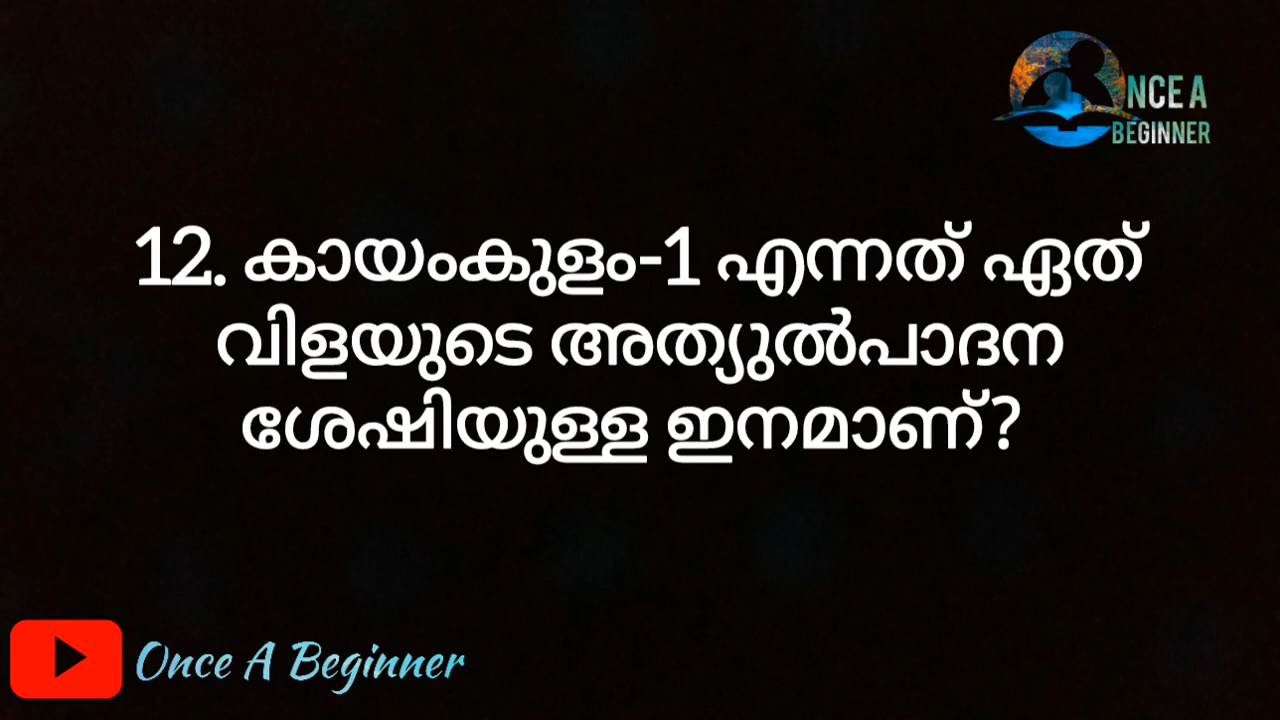 NCE A
BEGINNER
12. കായംകുളം-1 എന്നത് ഏത്
വിളയുടെ അത്യുൽപാദന
ശേഷിയുള്ള ഇനമാണ്?
Once A Beginner